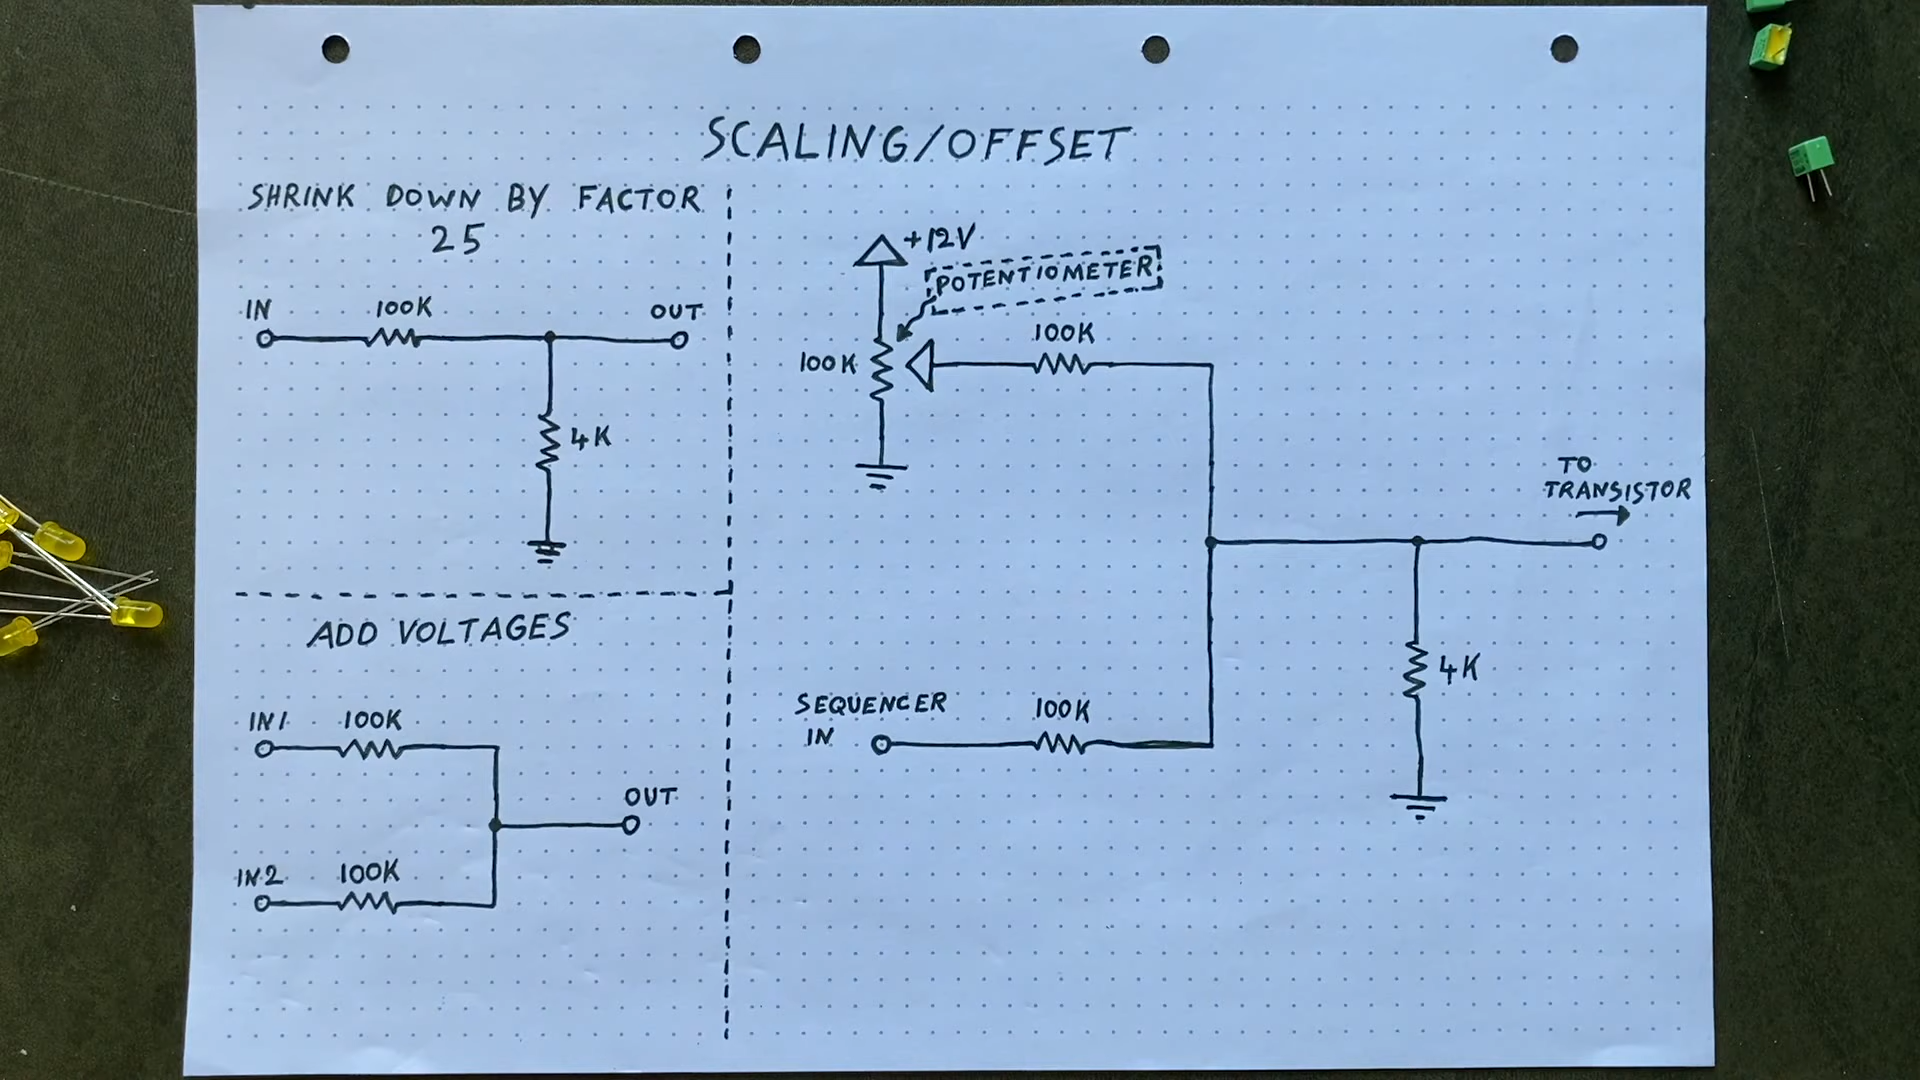 SCALING/OFFSET
SHRINK DOWN BY FACTOR
25
IN
100K
OUT
4K
ADD VOLTAGES
IN1
100K
OUT
IN2
100K
+12V
POTENTIOMETER
100K
100K
TO
TRANSISTOR
SEQUENCER
IN
100K
4K